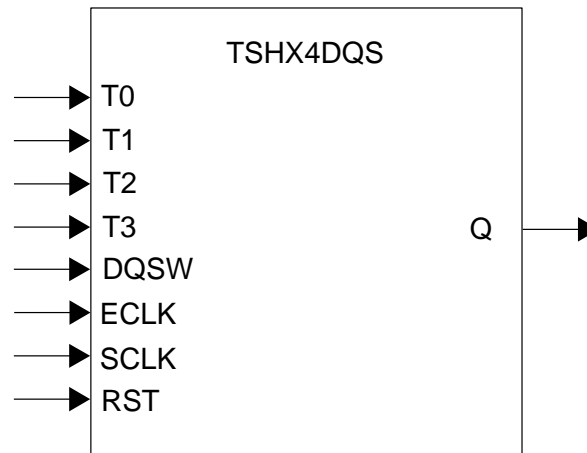 TSHX4DQS
T0
T1
T2
T3
Q
DQSW
ECLK
SCLK
RST